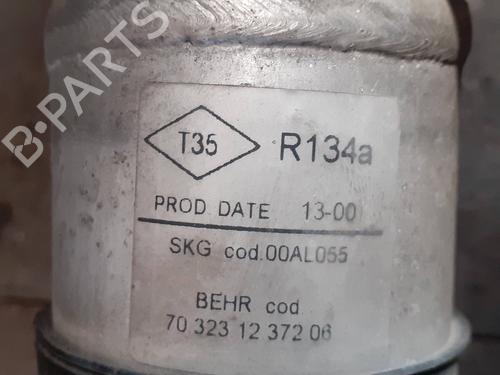 B-PARTS
T35 R134a
PROD DATE 13-00
SKG cod.00AL055
BEHR cod
70 323 12 372 06